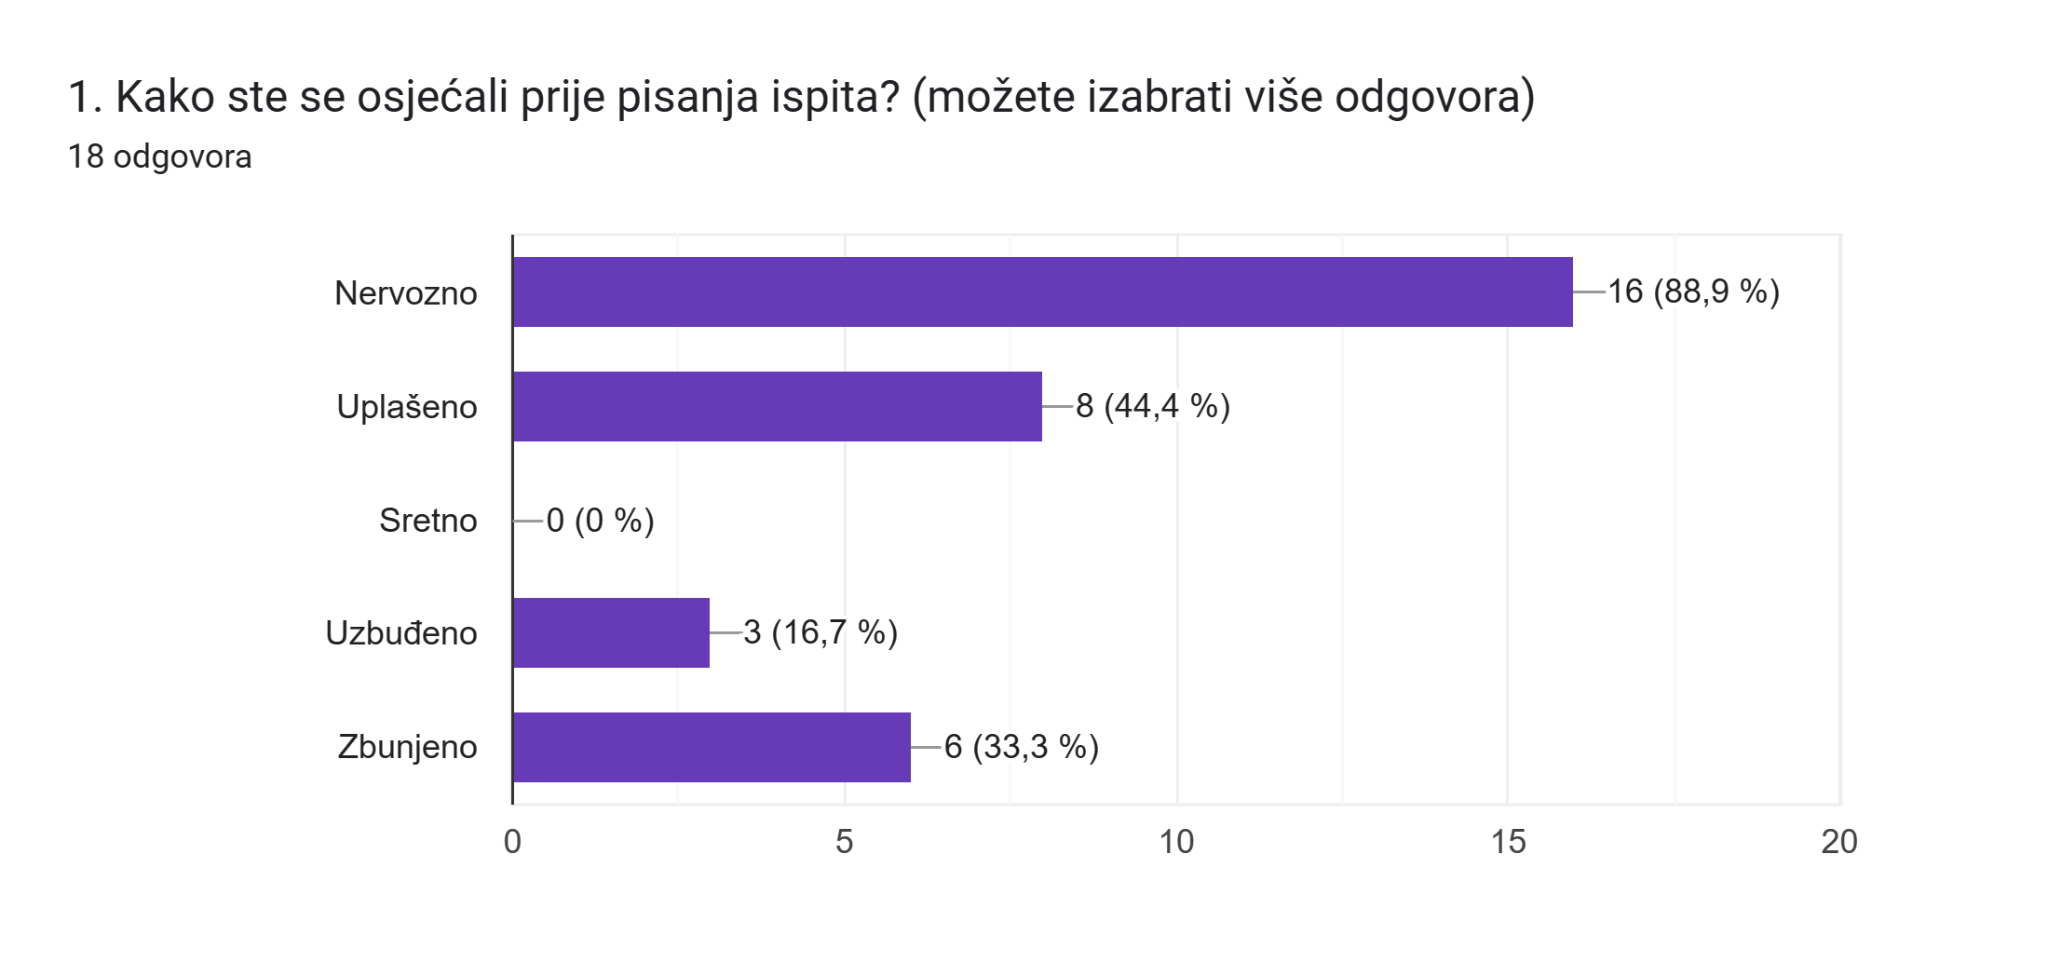 1. Kako ste se osjećali prije pisanja ispita? (možete izabrati više odgovora)
18 odgovora
Nervozno 16 (88,9 %)
Uplašeno 8 (44,4 %)
Sretno 0 (0 %)
Uzbuđeno 3 (16,7 %)
Zbunjeno 6 (33,3 %)
0 5 10 15 20